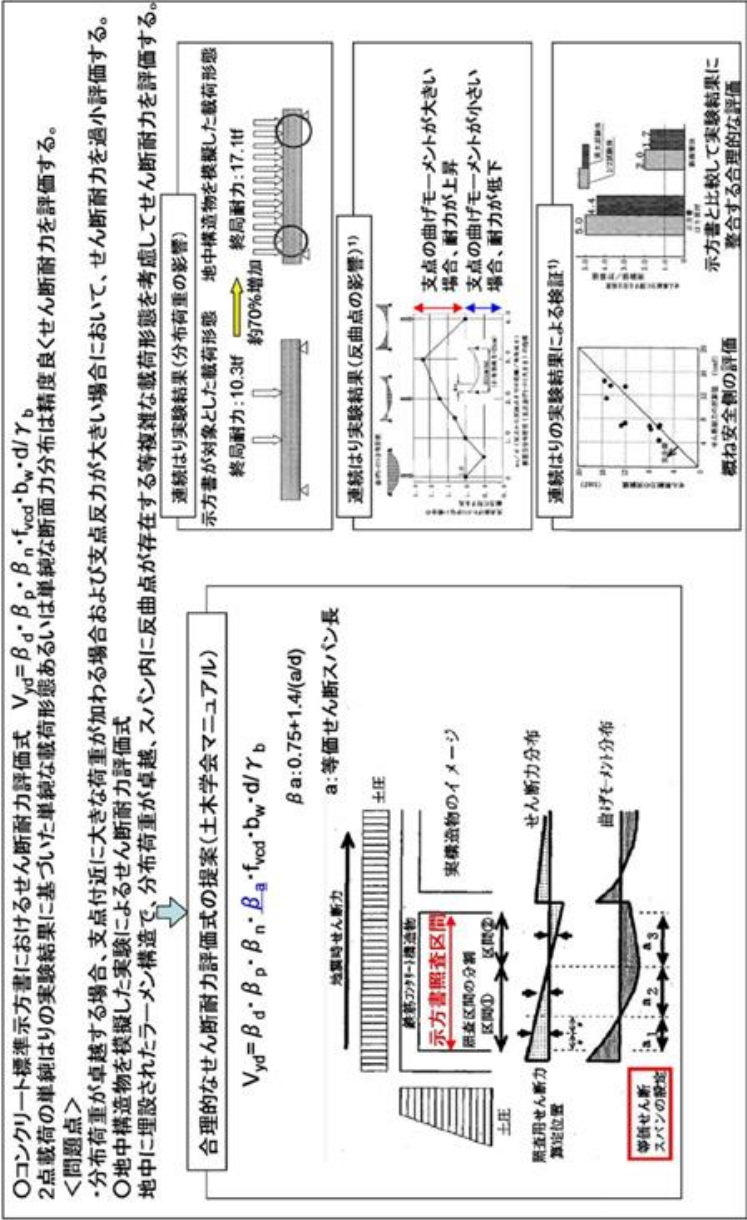 ○コンクリート標準示方書におけるせん断耐力評価式 Vyd=βd・βp・βn・fvcd・bw・d/γb
2点載荷の単純はりの実験結果に基づいた単純な載荷形態あるいは単純な断面力分布は精度良くせん断耐力を評価する。
＜問題点＞
・分布荷重が卓越する場合、支点付近に大きな荷重が加わる場合および支点反力が大きい場合において、せん断耐力を過小評価する。
○地中構造物を模擬した実験によるせん断耐力評価式
地中に埋設されたラーメン構造で、分布荷重が卓越、スパン内に反曲点が存在する等複雑な載荷形態を考慮してせん断耐力を評価する。
合理的なせん断耐力評価式の提案(土木学会マニュアル)
Vyd=βd・βp・βn・βa・fvcd・bw・d/γb
βa:0.75+1.4/(a/d)
a:等価せん断スパン長
地震時せん断力
土圧
鉄筋コンクリート構造物
示方書照査区間
照査区間の分割
区間① 区間②
実構造物のイメージ
土圧
照査用せん断力
算定位置
せん断力分布
曲げモーメント分布
等価せん断
スパンの設定
a1 a2 a3
連続はり実験結果(分布荷重の影響)
示方書が対象とした載荷形態 地中構造物を模擬した載荷形態
終局耐力:10.3tf 終局耐力:17.1tf
約70%増加
連続はり実験結果(反曲点の影響)1)
支点の曲げモーメントが大きい
場合、耐力が上昇
支点の曲げモーメントが小さい
場合、耐力が低下
連続はりの実験結果による検証1)
概ね安全側の評価
5.0 4.4
2.0 1.7
示方書と比較して実験結果に
整合する合理的な評価